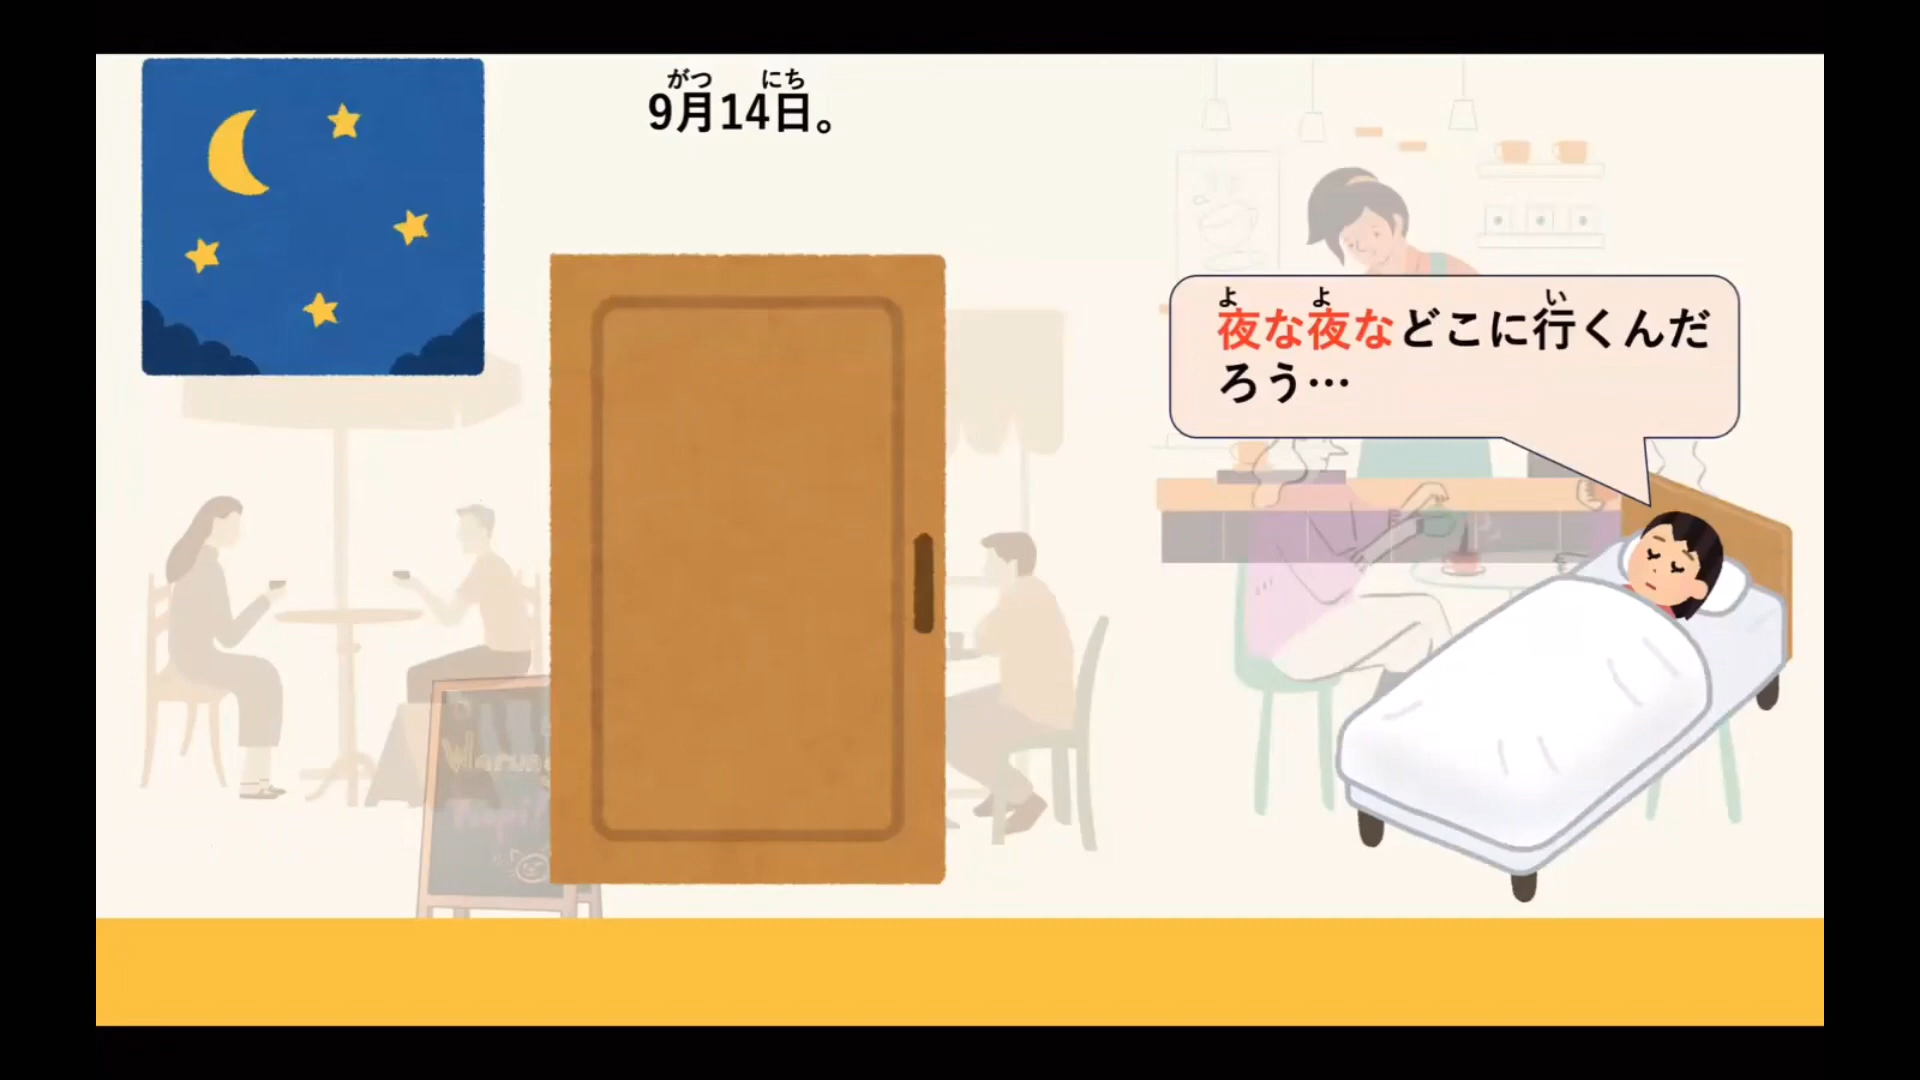 がつ にち
9月14日。
よ よ い
夜な夜などこに行くんだ
ろう…